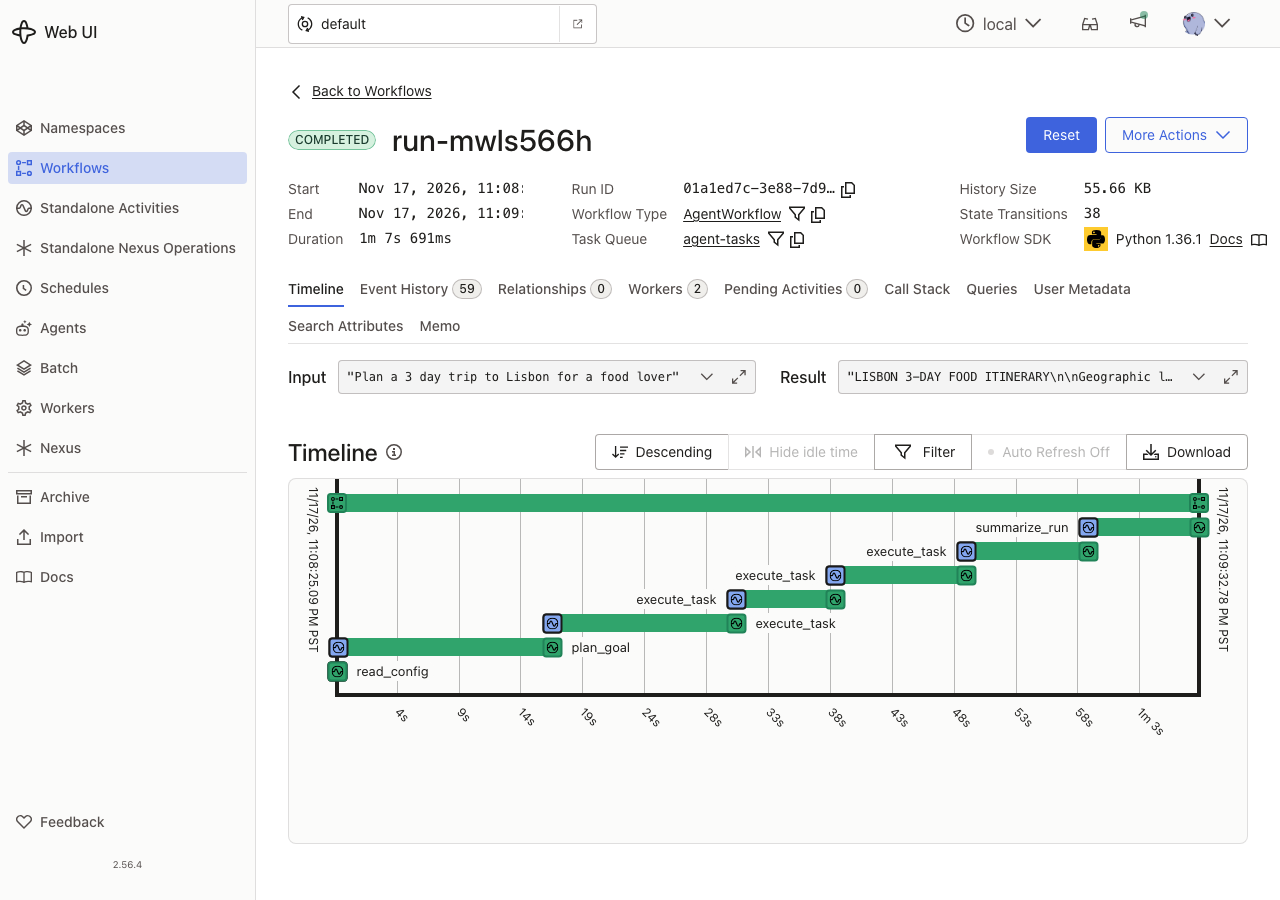 Web UI
default
local
Namespaces
Workflows
Standalone Activities
Standalone Nexus Operations
Schedules
Agents
Batch
Workers
Nexus
Archive
Import
Docs
Feedback
2.56.4
Back to Workflows
COMPLETED run-mwls566h
Reset
More Actions
Start Nov 17, 2026, 11:08:
End Nov 17, 2026, 11:09:
Duration 1m 7s 691ms
Run ID 01a1ed7c-3e88-7d9…
Workflow Type AgentWorkflow
Task Queue agent-tasks
History Size 55.66 KB
State Transitions 38
Workflow SDK Python 1.36.1 Docs
Timeline Event History 59 Relationships 0 Workers 2 Pending Activities 0 Call Stack Queries User Metadata
Search Attributes Memo
Input "Plan a 3 day trip to Lisbon for a food lover"
Result "LISBON 3-DAY FOOD ITINERARY\n\nGeographic l…
Timeline
Descending Hide idle time Filter Auto Refresh Off Download
11/17/26, 11:08:25.09 PM PST
11/17/26, 11:09:32.78 PM PST
summarize_run
execute_task
execute_task
execute_task
execute_task
plan_goal
read_config
4s 9s 14s 19s 24s 28s 33s 38s 43s 48s 53s 58s 1m 3s